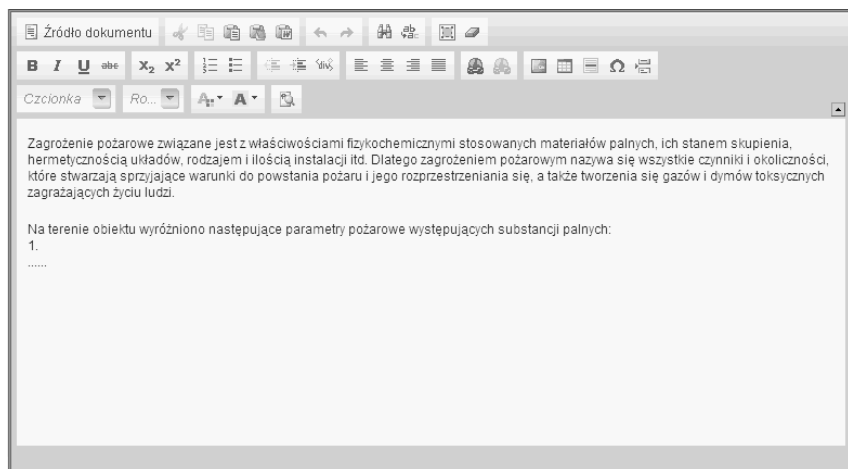 Źródło dokumentu
B I U abc X₂ X²
Czcionka Ro... A A
Zagrożenie pożarowe związane jest z właściwościami fizykochemicznymi stosowanych materiałów palnych, ich stanem skupienia,
hermetycznością układów, rodzajem i ilością instalacji itd. Dlatego zagrożeniem pożarowym nazywa się wszystkie czynniki i okoliczności,
które stwarzają sprzyjające warunki do powstania pożaru i jego rozprzestrzeniania się, a także tworzenia się gazów i dymów toksycznych
zagrażających życiu ludzi.
Na terenie obiektu wyróżniono następujące parametry pożarowe występujących substancji palnych:
1.
......